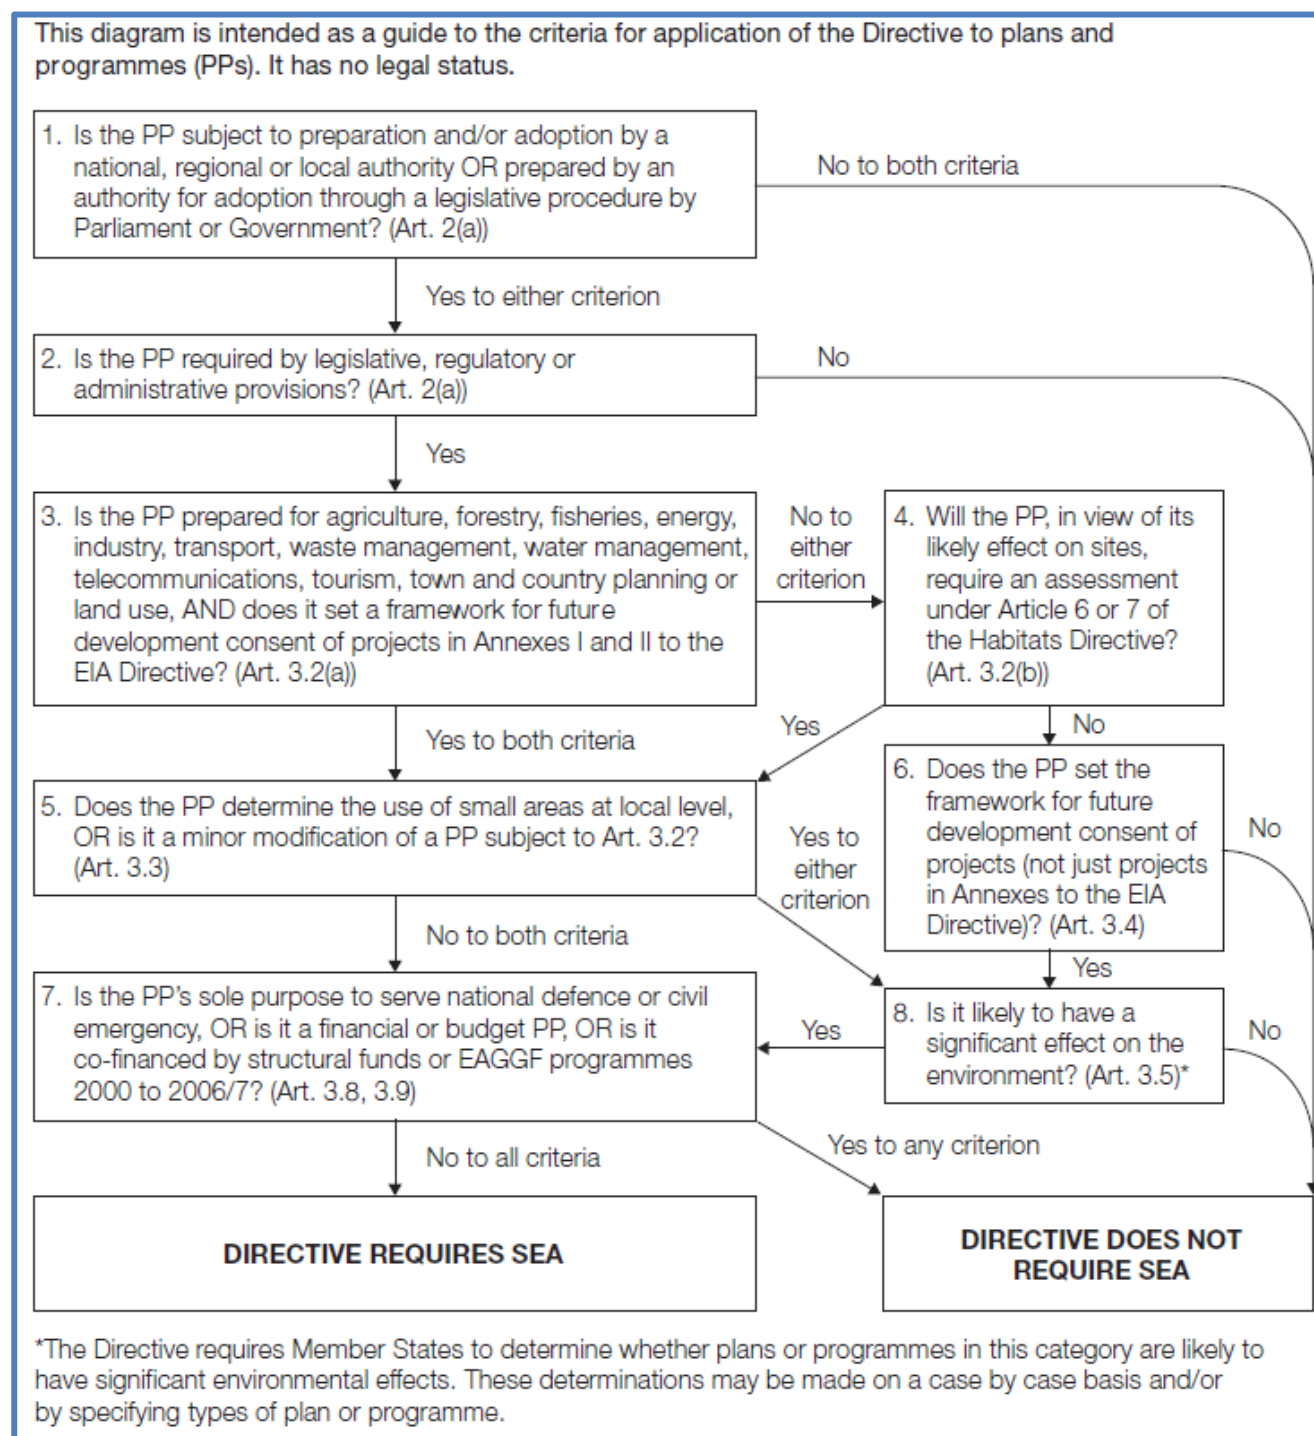 This diagram is intended as a guide to the criteria for application of the Directive to plans and
programmes (PPs). It has no legal status.
1. Is the PP subject to preparation and/or adoption by a
national, regional or local authority OR prepared by an
authority for adoption through a legislative procedure by
Parliament or Government? (Art. 2(a))
No to both criteria
Yes to either criterion
2. Is the PP required by legislative, regulatory or
administrative provisions? (Art. 2(a))
No
Yes
3. Is the PP prepared for agriculture, forestry, fisheries, energy,
industry, transport, waste management, water management,
telecommunications, tourism, town and country planning or
land use, AND does it set a framework for future
development consent of projects in Annexes I and II to the
EIA Directive? (Art. 3.2(a))
No to
either
criterion
4. Will the PP, in view of its
likely effect on sites,
require an assessment
under Article 6 or 7 of
the Habitats Directive?
(Art. 3.2(b))
Yes to both criteria
Yes
No
5. Does the PP determine the use of small areas at local level,
OR is it a minor modification of a PP subject to Art. 3.2?
(Art. 3.3)
Yes to
either
criterion
6. Does the PP set the
framework for future
development consent of
projects (not just projects
in Annexes to the EIA
Directive)? (Art. 3.4)
No
No to both criteria
Yes
7. Is the PP's sole purpose to serve national defence or civil
emergency, OR is it a financial or budget PP, OR is it
co-financed by structural funds or EAGGF programmes
2000 to 2006/7? (Art. 3.8, 3.9)
Yes
8. Is it likely to have a
significant effect on the
environment? (Art. 3.5)*
No
No to all criteria
Yes to any criterion
DIRECTIVE REQUIRES SEA
DIRECTIVE DOES NOT
REQUIRE SEA
*The Directive requires Member States to determine whether plans or programmes in this category are likely to
have significant environmental effects. These determinations may be made on a case by case basis and/or
by specifying types of plan or programme.